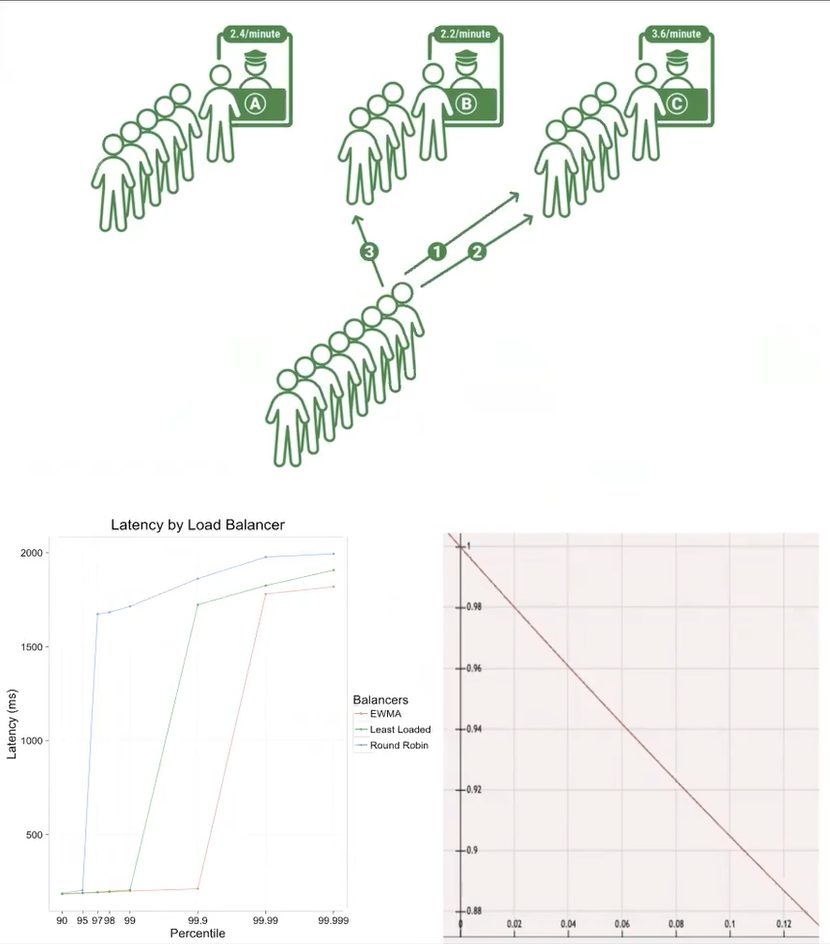 2.4/minute
2.2/minute
3.6/minute
A
B
C
3
1
2
Latency by Load Balancer
2000
1500
1000
500
Latency (ms)
90 95 97 98 99 99.9 99.99 99.999
Percentile
Balancers
EWMA
Least Loaded
Round Robin
1
0.98
0.96
0.94
0.92
0.9
0.88
0 0.02 0.04 0.06 0.08 0.1 0.12